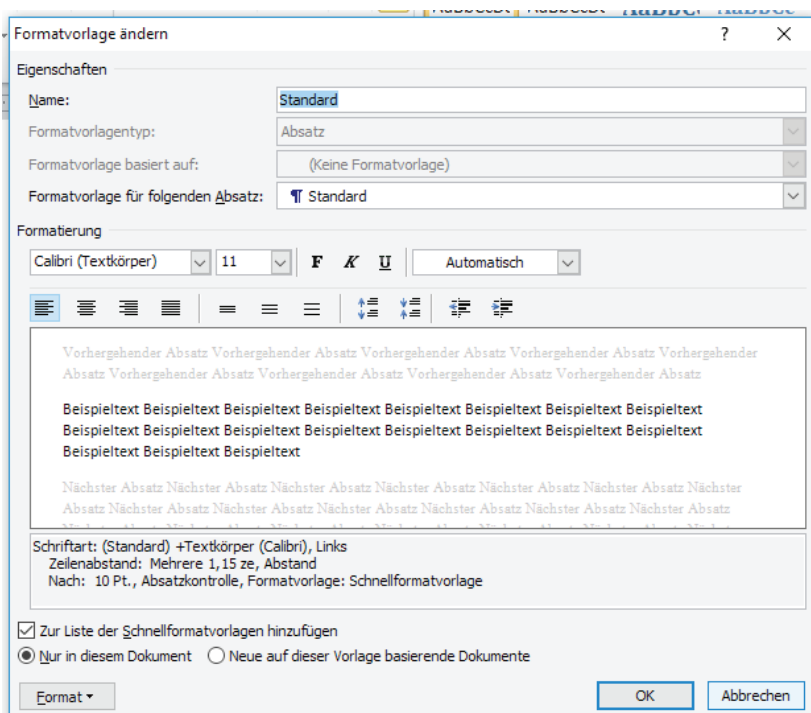 AaBbCcDt AaBbCcDt AaBbC AaBbCc
Formatvorlage ändern ? X
Eigenschaften
Name: Standard
Formatvorlagentyp: Absatz
Formatvorlage basiert auf: (Keine Formatvorlage)
Formatvorlage für folgenden Absatz: ¶ Standard
Formatierung
Calibri (Textkörper) 11 F K U Automatisch
Vorhergehender Absatz Vorhergehender Absatz Vorhergehender Absatz Vorhergehender Absatz Vorhergehender
Absatz Vorhergehender Absatz Vorhergehender Absatz Vorhergehender Absatz Vorhergehender Absatz
Beispieltext Beispieltext Beispieltext Beispieltext Beispieltext Beispieltext Beispieltext Beispieltext
Beispieltext Beispieltext Beispieltext Beispieltext Beispieltext Beispieltext Beispieltext Beispieltext
Beispieltext Beispieltext Beispieltext
Nächster Absatz Nächster Absatz Nächster Absatz Nächster Absatz Nächster Absatz Nächster Absatz Nächster
Absatz Nächster Absatz Nächster Absatz Nächster Absatz Nächster Absatz Nächster Absatz Nächster Absatz
Schriftart: (Standard) +Textkörper (Calibri), Links
Zeilenabstand: Mehrere 1,15 ze, Abstand
Nach: 10 Pt., Absatzkontrolle, Formatvorlage: Schnellformatvorlage
Zur Liste der Schnellformatvorlagen hinzufügen
Nur in diesem Dokument Neue auf dieser Vorlage basierende Dokumente
Format OK Abbrechen